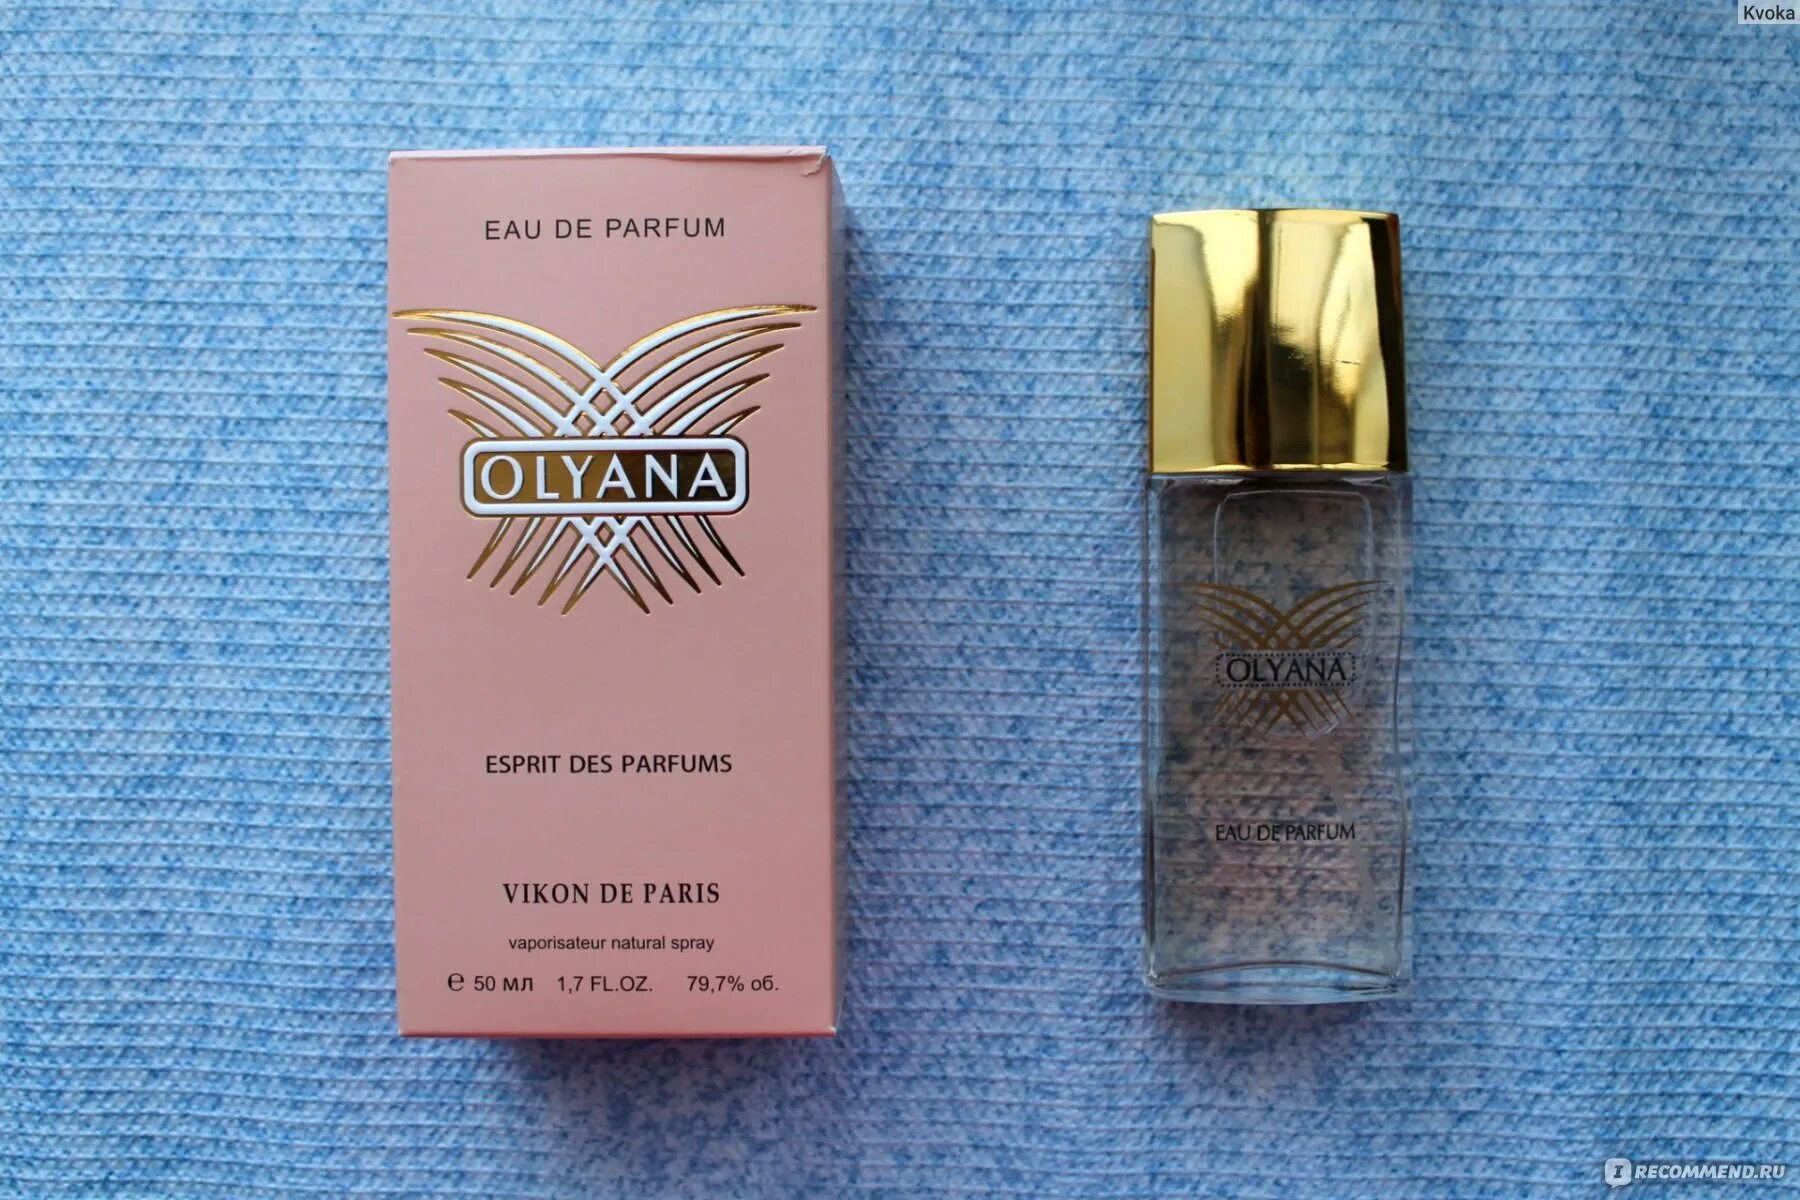 Kvoka
EAU DE PARFUM
OLYANA
ESPRIT DES PARFUMS
VIKON DE PARIS
vaporisateur natural spray
℮ 50 мл 1,7 FL.OZ. 79,7% об.
OLYANA
EAU DE PARFUM
I RECOMMEND.RU